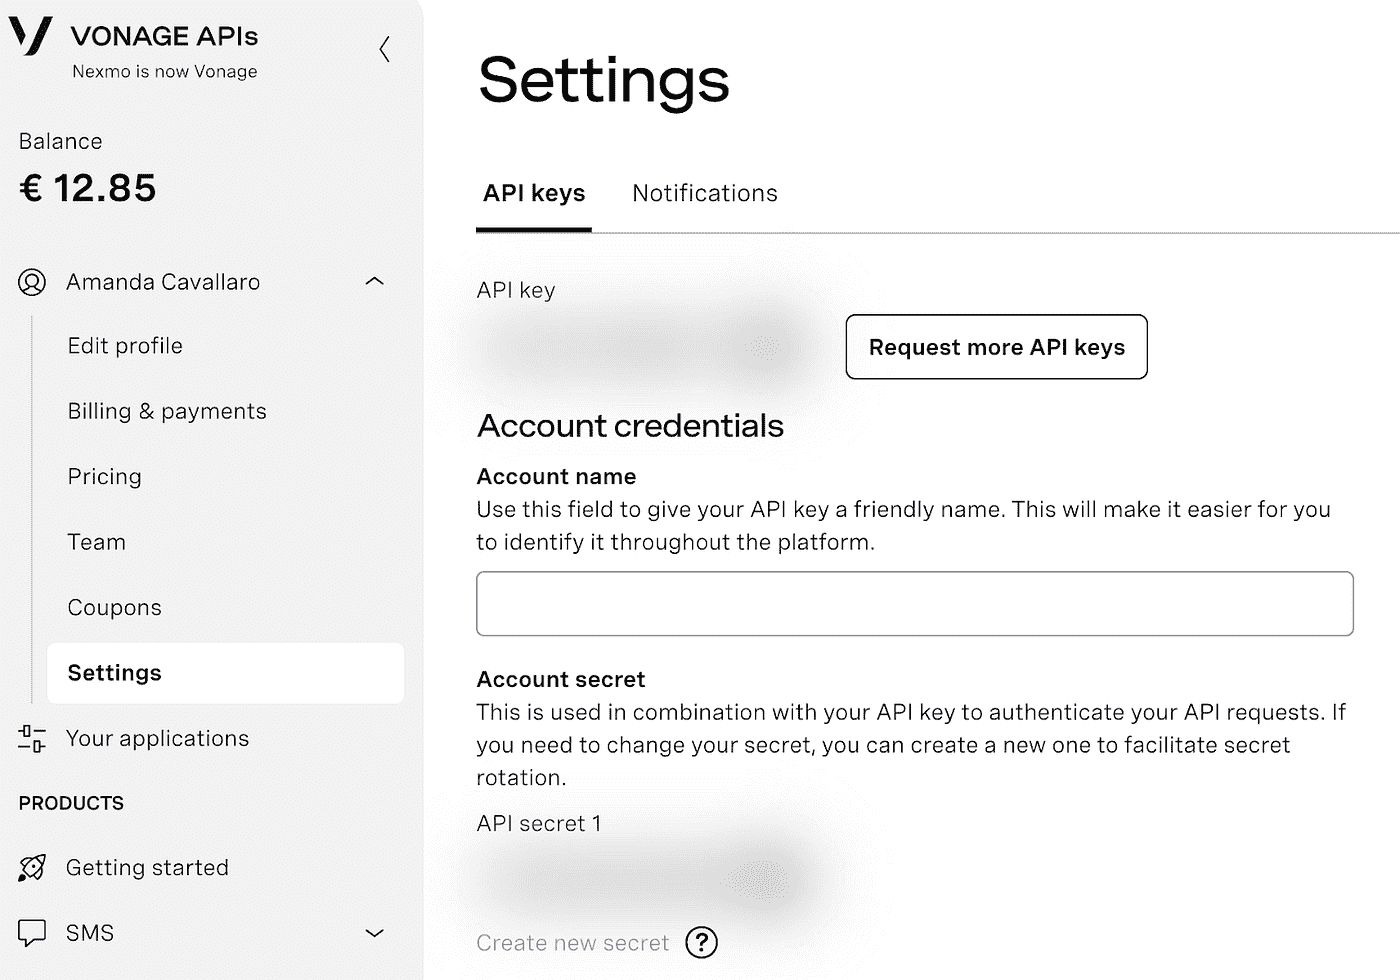 VONAGE APIs
Nexmo is now Vonage
Balance
€ 12.85
Amanda Cavallaro
Edit profile
Billing & payments
Pricing
Team
Coupons
Settings
Your applications
PRODUCTS
Getting started
SMS
Settings
API keys
Notifications
API key
Request more API keys
Account credentials
Account name
Use this field to give your API key a friendly name. This will make it easier for you
to identify it throughout the platform.
Account secret
This is used in combination with your API key to authenticate your API requests. If
you need to change your secret, you can create a new one to facilitate secret
rotation.
API secret 1
Create new secret ?